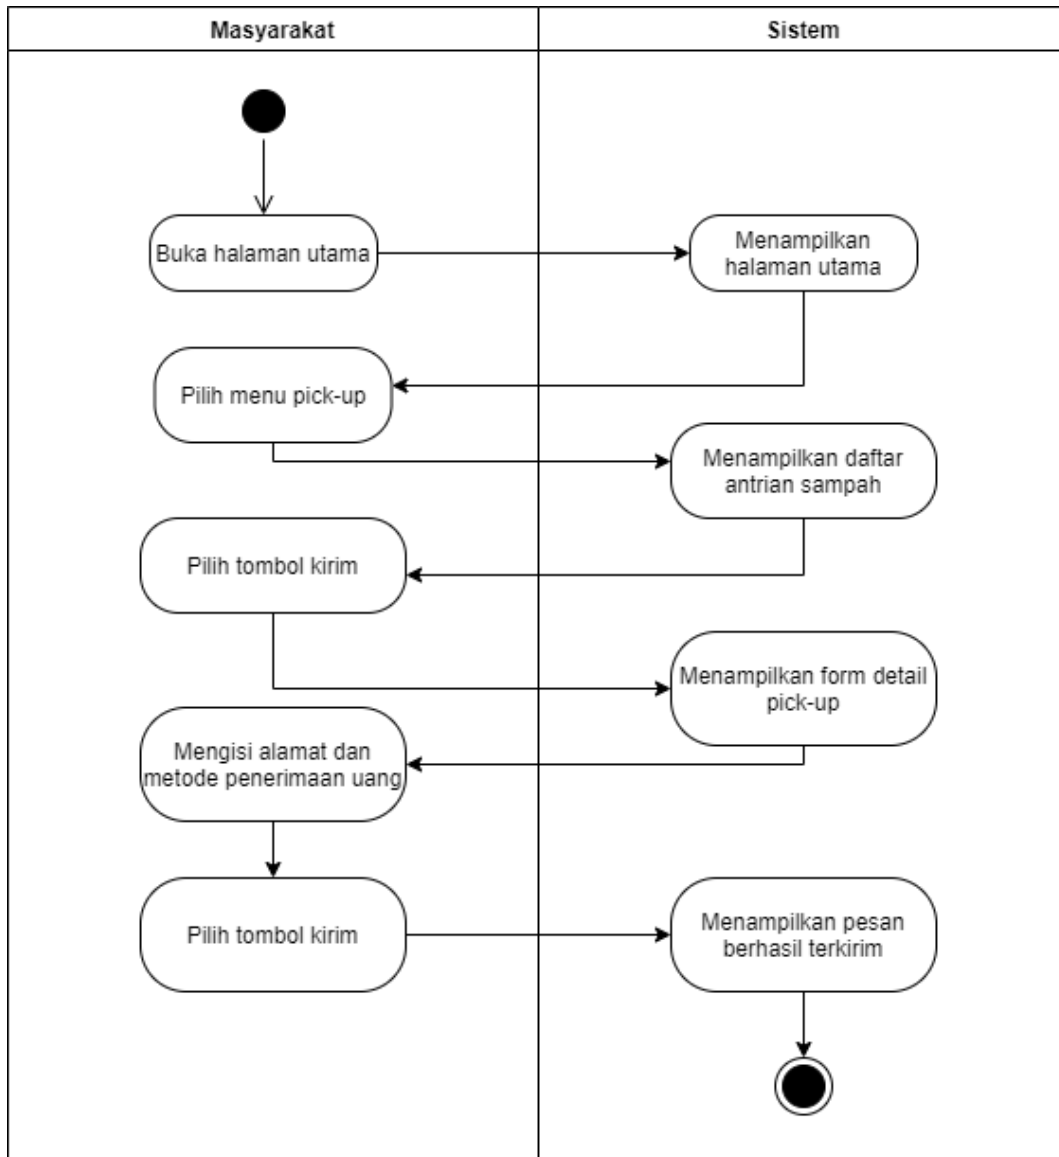 Masyarakat
Sistem
Buka halaman utama
Menampilkan
halaman utama
Pilih menu pick-up
Menampilkan daftar
antrian sampah
Pilih tombol kirim
Menampilkan form detail
pick-up
Mengisi alamat dan
metode penerimaan uang
Pilih tombol kirim
Menampilkan pesan
berhasil terkirim